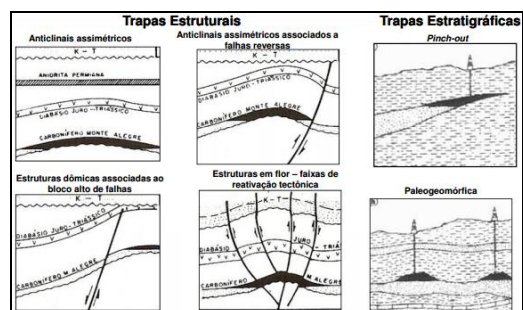 Trapas Estruturais
Trapas Estratigráficas
Anticlinais assimétricos
K - T
ANIDRITA PERMIANA
DIABÁSIO JURO-TRIÁSSICO
CARBONÍFERO MONTE ALEGRE
Anticlinais assimétricos associados a
falhas reversas
K - T
DIABÁSIO JURO-TRIÁSSICO
CARBONÍFERO MONTE ALEGRE
Pinch-out
Estruturas dômicas associadas ao
bloco alto de falhas
K - T
DIABÁSIO JURO-TRIÁSSICO
CARBONÍFERO M. ALEGRE
Estruturas em flor – faixas de
reativação tectónica
K - T
DIABÁSIO
JURO - TRIÁ
CARBONÍFERO
M ALEGRE
Paleogeomórfica